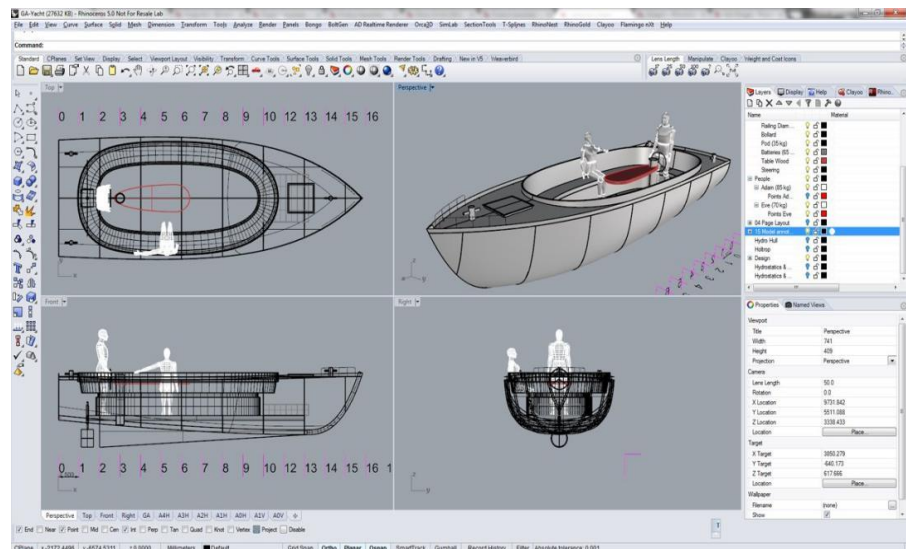 GA-Yacht (27632 KB) - Rhinoceros 5.0 Not For Resale Lab
File Edit View Curve Surface Solid Mesh Dimension Transform Tools Analyze Render Panels Bongo BoltGen AD Realtime Renderer Orca3D SimLab SectionTools T-Splines RhinoNest RhinoGold Clayoo Flamingo nXt Help
Command:
Standard CPlanes Set View Display Select Viewport Layout Visibility Transform Curve Tools Surface Tools Solid Tools Mesh Tools Render Tools Drafting New in V5 Weaverbird
Lens Length Manipulate Clayoo Weight and Cost Icons
Top
0 1 2 3 4 5 6 7 8 9 10 11 12 13 14 15 16
Perspective
Front
0 1 2 3 4 5 6 7 8 9 10 11 12 13 14 15 16 1
Right
Layers Display Help Clayoo Rhino...
Name Material
Railing Diam...
Bollard
Pod (35kg)
Batteries (65 ...
Table Wood
Steering
People
Adam (85 kg)
Points Ad...
Eve (70 kg)
Points Eve
04 Page Layout
Hydro Hull
Design
Hydrostatics &...
Hydrostatics &...
Properties Named Views
Viewport
Title Perspective
Width 741
Height 409
Projection Perspective
Camera
Lens Length 50.0
Rotation 0.0
X Location 9731.842
Y Location 5511.088
Z Location 3338.433
Location Place...
Target
X Target 3050.279
Y Target -640.173
Z Target 617.666
Location Place...
Wallpaper
Filename (none)
Show
Perspective Top Front Right GA A4H A3H A2H A1H A0H A1V A0V
End Near Point Mid Cen Int Perp Tan Quad Knot Vertex Project Disable
CPlane Millimeters Default Grid Snap Ortho Planar Osnap SmartTrack Gumball Record History Filter Absolute tolerance: 0.001